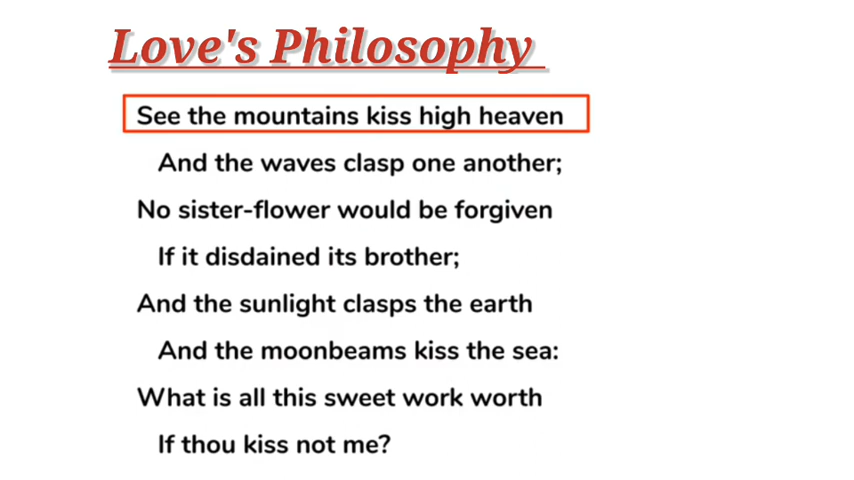 Love's Philosophy
See the mountains kiss high heaven
And the waves clasp one another;
No sister-flower would be forgiven
If it disdained its brother;
And the sunlight clasps the earth
And the moonbeams kiss the sea:
What is all this sweet work worth
If thou kiss not me?